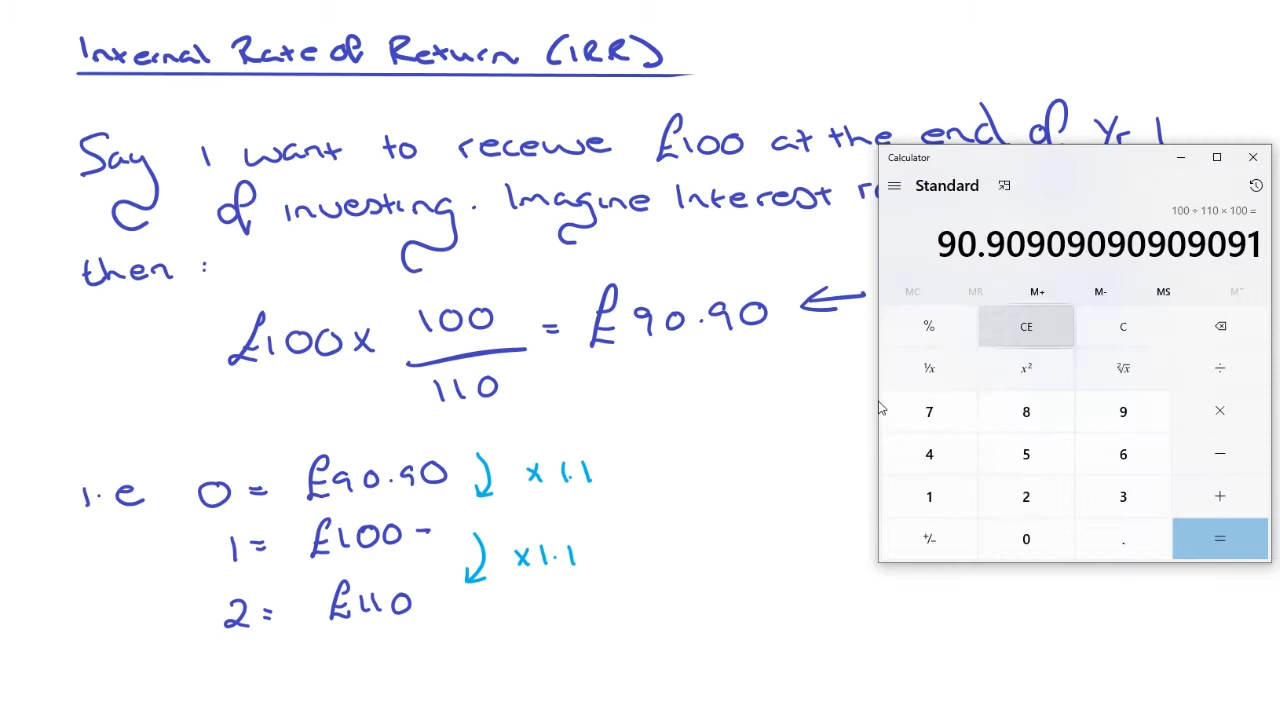 Internal Rate of Return (IRR)
Say I want to receive £100 at the end of Yr 1
of investing. Imagine Interest
then :
£100 x 100 / 110 = £90.90 ←
i.e 0 = £90.90 x 1.1
1 = £100 - x 1.1
2 = £110
Calculator
Standard
100 ÷ 110 × 100 =
90.90909090909091
MC MR M+ M- MS M˅
% CE C ⌫
¹/x x² ²√x ÷
7 8 9 ×
4 5 6 −
1 2 3 +
+/- 0 . =